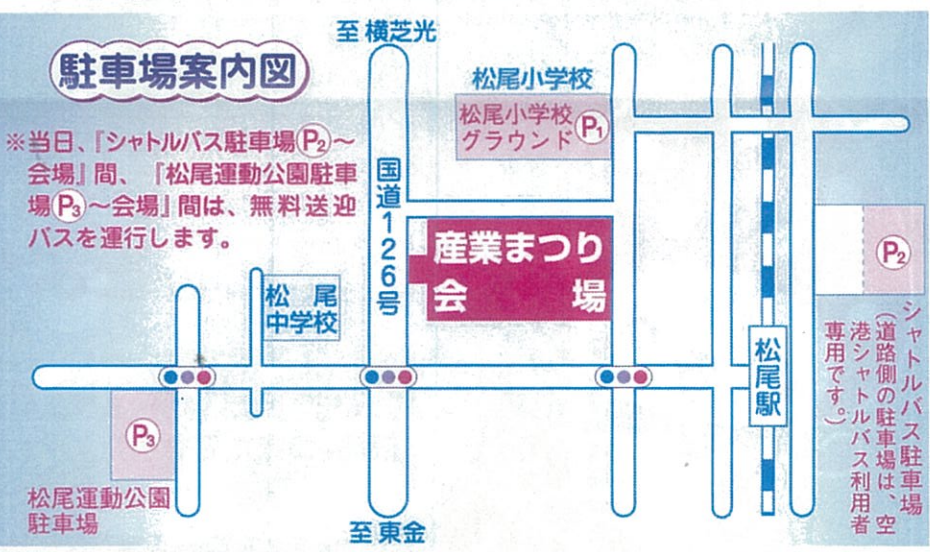 駐車場案内図
至横芝光
松尾小学校
松尾小学校
グラウンド P1
※当日、『シャトルバス駐車場P2～
会場』間、『松尾運動公園駐車
場P3～会場』間は、無料送迎
バスを運行します。
国道126号
産業まつり
会場
P2
松尾
中学校
シャトルバス駐車場
(道路側の駐車場は、空
港シャトルバス利用者
専用です。)
松尾駅
P3
松尾運動公園
駐車場
至東金